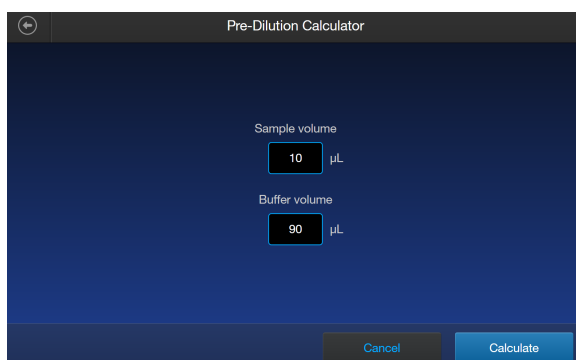 Pre-Dilution Calculator
Sample volume
10 µL
Buffer volume
90 µL
Cancel Calculate